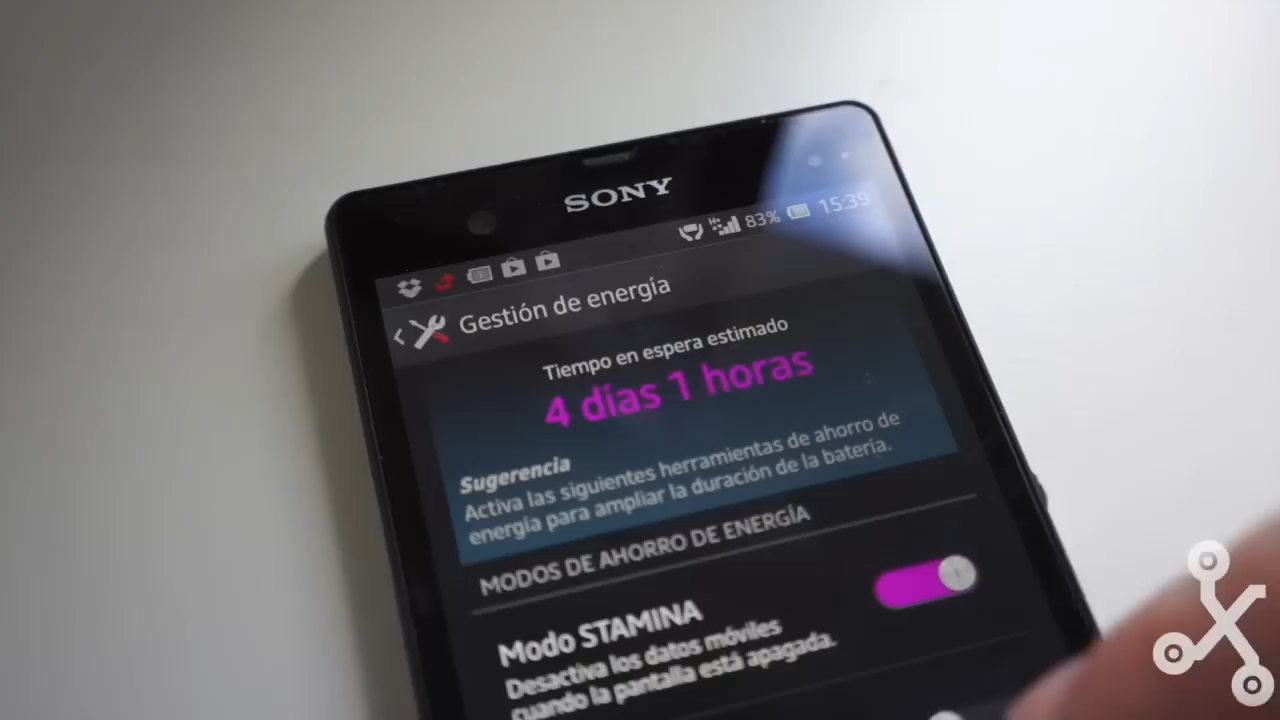 SONY
83% 15:39
Gestión de energía
Tiempo en espera estimado
4 días 1 horas
Sugerencia
Activa las siguientes herramientas de ahorro de
energía para ampliar la duración de la batería.
MODOS DE AHORRO DE ENERGÍA
Modo STAMINA
Desactiva los datos móviles
cuando la pantalla está apagada.